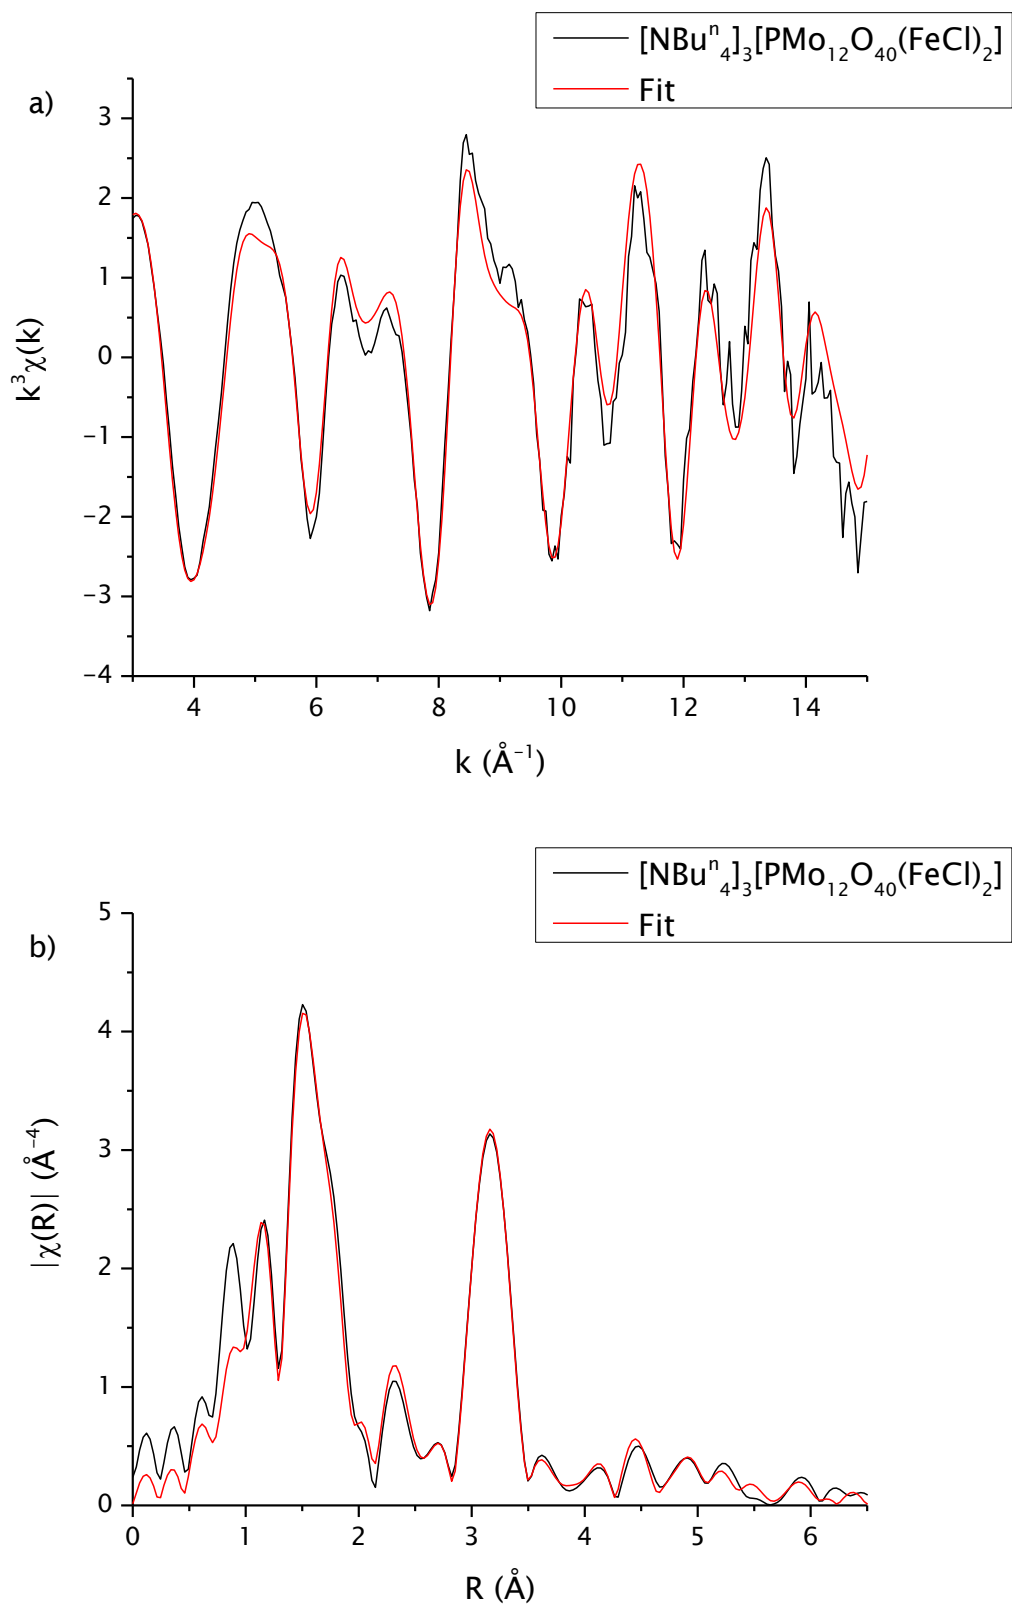 [NBuⁿ₄]₃[PMo₁₂O₄₀(FeCl)₂]
Fit
a)
3
2
1
0
−1
−2
−3
−4
k³χ(k)
4 6 8 10 12 14
k (Å⁻¹)
[NBuⁿ₄]₃[PMo₁₂O₄₀(FeCl)₂]
Fit
b)
5
4
3
2
1
0
|χ(R)| (Å⁻⁴)
0 1 2 3 4 5 6
R (Å)